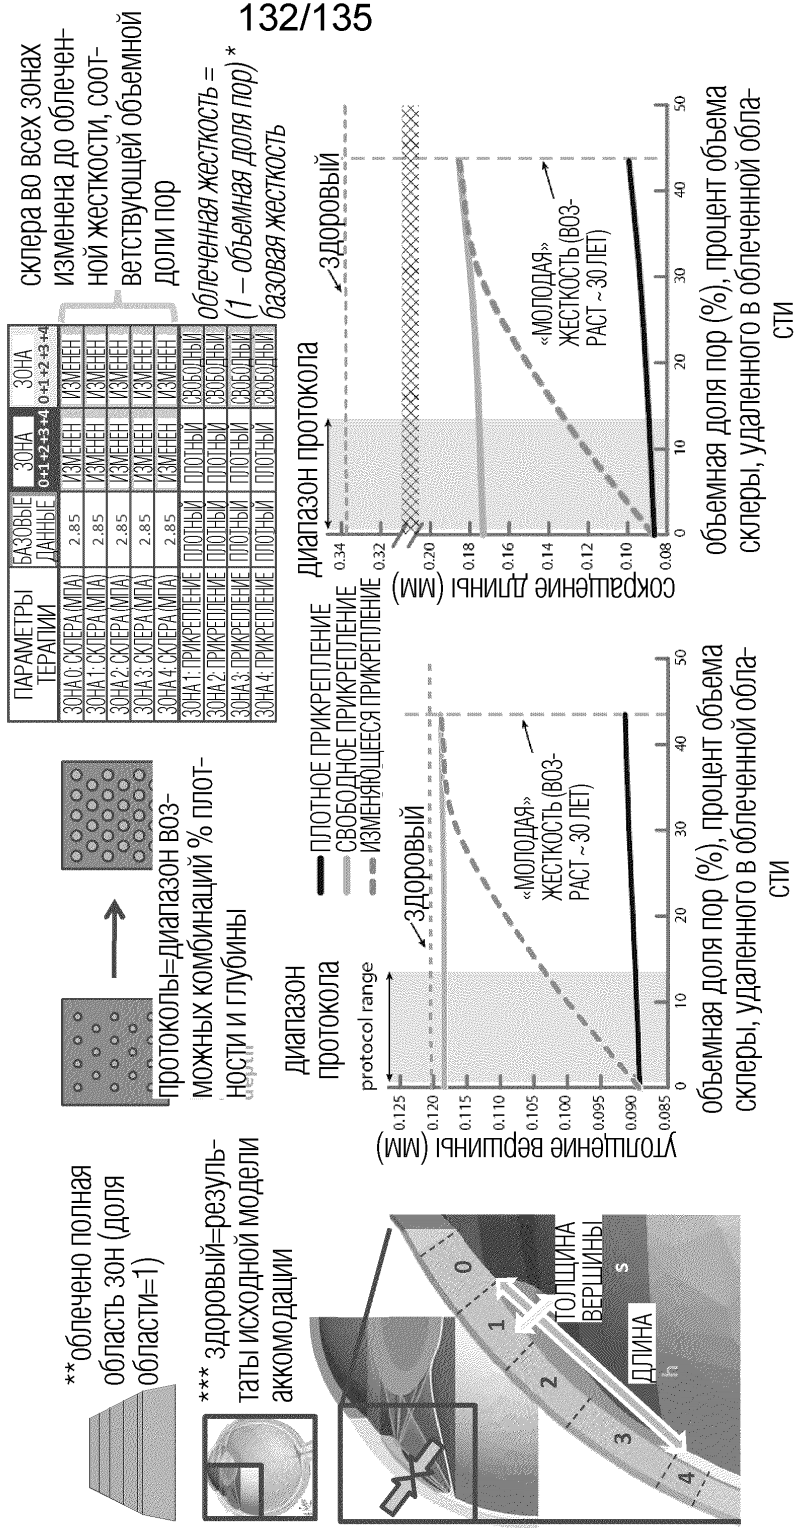 132/135
**облечено полная
область зон (доля
области=1)
*** здоровый=резуль-
таты исходной модели
аккомодации
протоколы=диапазон воз-
можных комбинаций % плот-
ности и глубины
depth
ПАРАМЕТРЫ ТЕРАПИИ БАЗОВЫЕ ДАННЫЕ ЗОНА 0+1+2+3+4 ЗОНА 0+1+2+3+4
ЗОНА 0: СКЛЕРА (МПА) 2.85 ИЗМЕНЕН ИЗМЕНЕН
ЗОНА 1: СКЛЕРА (МПА) 2.85 ИЗМЕНЕН ИЗМЕНЕН
ЗОНА 2: СКЛЕРА (МПА) 2.85 ИЗМЕНЕН ИЗМЕНЕН
ЗОНА 3: СКЛЕРА (МПА) 2.85 ИЗМЕНЕН ИЗМЕНЕН
ЗОНА 4: СКЛЕРА (МПА) 2.85 ИЗМЕНЕН ИЗМЕНЕН
ЗОНА 1: ПРИКРЕПЛЕНИЕ ПЛОТНЫЙ ПЛОТНЫЙ СВОБОДНЫЙ
ЗОНА 2: ПРИКРЕПЛЕНИЕ ПЛОТНЫЙ ПЛОТНЫЙ СВОБОДНЫЙ
ЗОНА 3: ПРИКРЕПЛЕНИЕ ПЛОТНЫЙ ПЛОТНЫЙ СВОБОДНЫЙ
ЗОНА 4: ПРИКРЕПЛЕНИЕ ПЛОТНЫЙ ПЛОТНЫЙ СВОБОДНЫЙ
склера во всех зонах
изменена до облечен-
ной жесткости, соот-
ветствующей объемной
доли пор
облеченная жесткость =
(1 – объемная доля пор) *
базовая жесткость
0
1
2
3
4
ТОЛЩИНА
ВЕРШИНЫ
s
ДЛИНА
h
диапазон
протокола
protocol range
здоровый
ПЛОТНОЕ ПРИКРЕПЛЕНИЕ
СВОБОДНОЕ ПРИКРЕПЛЕНИЕ
ИЗМЕНЯЮЩЕЕСЯ ПРИКРЕПЛЕНИЕ
утолщение вершины (мм)
0.125
0.120
0.115
0.110
0.105
0.100
0.095
0.090
0.085
«МОЛОДАЯ»
ЖЕСТКОСТЬ (ВОЗ-
РАСТ ~ 30 ЛЕТ)
0 10 20 30 40 50
объемная доля пор (%), процент объема
склеры, удаленного в облеченной обла-
сти
диапазон протокола
здоровый
сокращение длины (мм)
0.34
0.32
0.20
0.18
0.16
0.14
0.12
0.10
0.08
«МОЛОДАЯ»
ЖЕСТКОСТЬ (ВОЗ-
РАСТ ~ 30 ЛЕТ)
0 10 20 30 40 50
объемная доля пор (%), процент объема
склеры, удаленного в облеченной обла-
сти